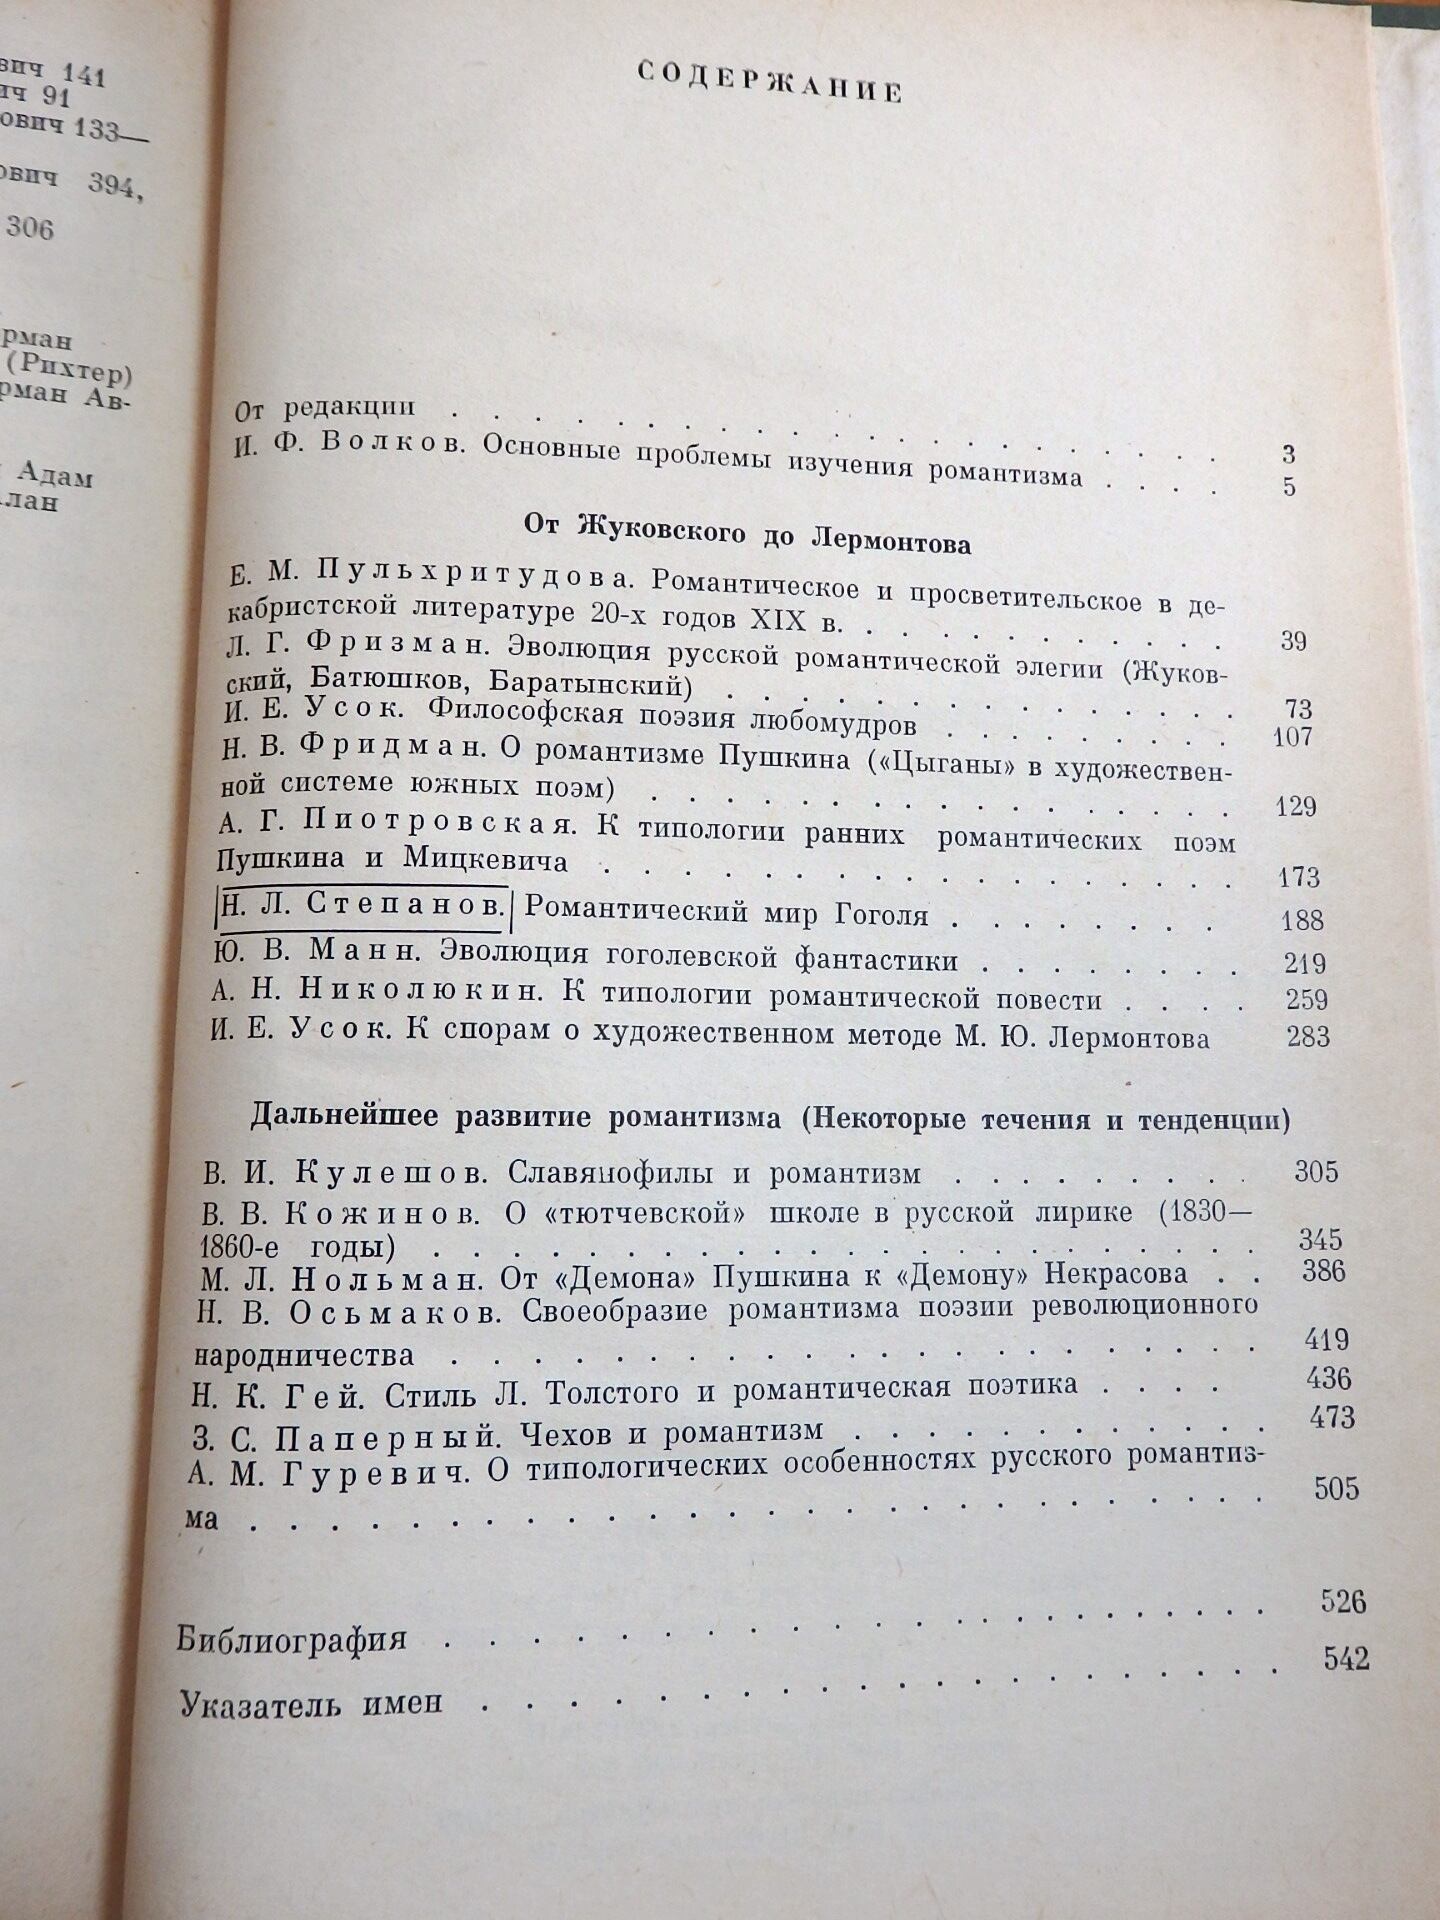 вич 141
ич 91
ович 133—
ович 394,
306
рман
(Рихтер)
рман Ав-
Адам
лан
СОДЕРЖАНИЕ
От редакции . . . . . . . . . . . . . . . . . . . 3
И. Ф. Волков. Основные проблемы изучения романтизма . . . . 5
От Жуковского до Лермонтова
Е. М. Пульхритудова. Романтическое и просветительское в де-
кабристской литературе 20-х годов XIX в. . . . . . . . . . 39
Л. Г. Фризман. Эволюция русской романтической элегии (Жуков-
ский, Батюшков, Баратынский) . . . . . . . . . . . . . 73
И. Е. Усок. Философская поэзия любомудров . . . . . . . . 107
Н. В. Фридман. О романтизме Пушкина («Цыганы» в художествен-
ной системе южных поэм) . . . . . . . . . . . . . . 129
А. Г. Пиотровская. К типологии ранних романтических поэм
Пушкина и Мицкевича . . . . . . . . . . . . . . . . 173
Н. Л. Степанов. Романтический мир Гоголя . . . . . . . 188
Ю. В. Манн. Эволюция гоголевской фантастики . . . . . . . 219
А. Н. Николюкин. К типологии романтической повести . . . . 259
И. Е. Усок. К спорам о художественном методе М. Ю. Лермонтова 283
Дальнейшее развитие романтизма (Некоторые течения и тенденции)
В. И. Кулешов. Славянофилы и романтизм . . . . . . . . 305
В. В. Кожинов. О «тютчевской» школе в русской лирике (1830—
1860-е годы) . . . . . . . . . . . . . . . . . . . . 345
М. Л. Нольман. От «Демона» Пушкина к «Демону» Некрасова . . 386
Н. В. Осьмаков. Своеобразие романтизма поэзии революционного
народничества . . . . . . . . . . . . . . . . . . . 419
Н. К. Гей. Стиль Л. Толстого и романтическая поэтика . . . . 436
З. С. Паперный. Чехов и романтизм . . . . . . . . . . . 473
А. М. Гуревич. О типологических особенностях русского романтиз-
ма . . . . . . . . . . . . . . . . . . . . . . . . . 505
Библиография . . . . . . . . . . . . . . . . . . . . 526
Указатель имен . . . . . . . . . . . . . . . . . . . 542